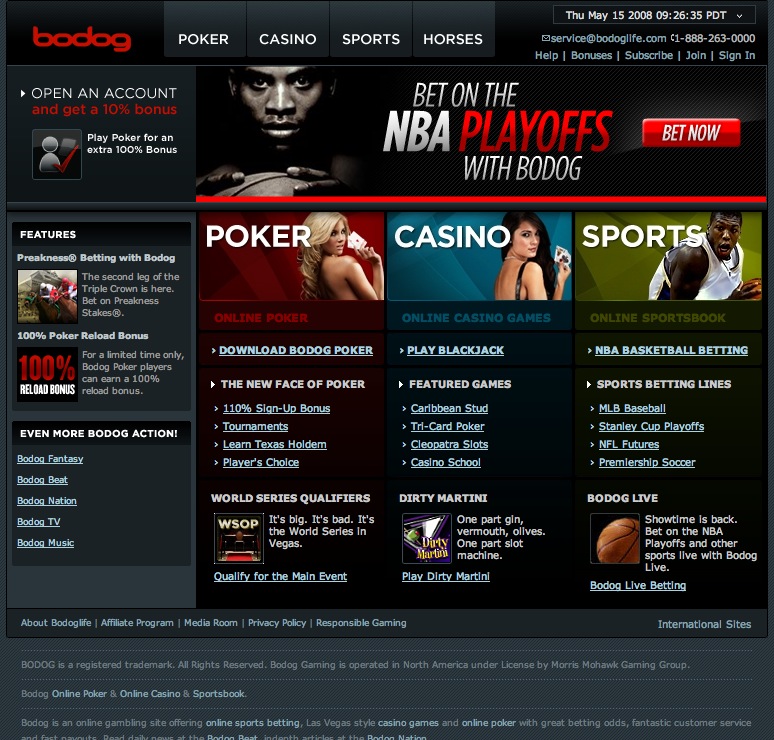 bodog
POKER
CASINO
SPORTS
HORSES
Thu May 15 2008 09:26:35 PDT
service@bodoglife.com 1-888-263-0000
Help | Bonuses | Subscribe | Join | Sign In
OPEN AN ACCOUNT
and get a 10% bonus
Play Poker for an
extra 100% Bonus
BET ON THE
NBA PLAYOFFS
WITH BODOG
BET NOW
FEATURES
Preakness® Betting with Bodog
The second leg of the
Triple Crown is here.
Bet on Preakness
Stakes®.
100% Poker Reload Bonus
100%
RELOAD BONUS
For a limited time only,
Bodog Poker players
can earn a 100%
reload bonus.
EVEN MORE BODOG ACTION!
Bodog Fantasy
Bodog Beat
Bodog Nation
Bodog TV
Bodog Music
POKER
ONLINE POKER
DOWNLOAD BODOG POKER
THE NEW FACE OF POKER
110% Sign-Up Bonus
Tournaments
Learn Texas Holdem
Player's Choice
WORLD SERIES QUALIFIERS
WSOP
It's big. It's bad. It's
the World Series in
Vegas.
Qualify for the Main Event
CASINO
ONLINE CASINO GAMES
PLAY BLACKJACK
FEATURED GAMES
Caribbean Stud
Tri-Card Poker
Cleopatra Slots
Casino School
DIRTY MARTINI
Dirty
Martini
One part gin,
vermouth, olives.
One part slot
machine.
Play Dirty Martini
SPORTS
ONLINE SPORTSBOOK
NBA BASKETBALL BETTING
SPORTS BETTING LINES
MLB Baseball
Stanley Cup Playoffs
NFL Futures
Premiership Soccer
BODOG LIVE
Showtime is back.
Bet on the NBA
Playoffs and other
sports live with Bodog
Live.
Bodog Live Betting
About Bodoglife | Affiliate Program | Media Room | Privacy Policy | Responsible Gaming
International Sites
BODOG is a registered trademark. All Rights Reserved. Bodog Gaming is operated in North America under License by Morris Mohawk Gaming Group.
Bodog Online Poker & Online Casino & Sportsbook.
Bodog is an online gambling site offering online sports betting, Las Vegas style casino games and online poker with great betting odds, fantastic customer service
and fast payouts. Read daily news at the Bodog Beat, indepth articles at the Bodog Nation